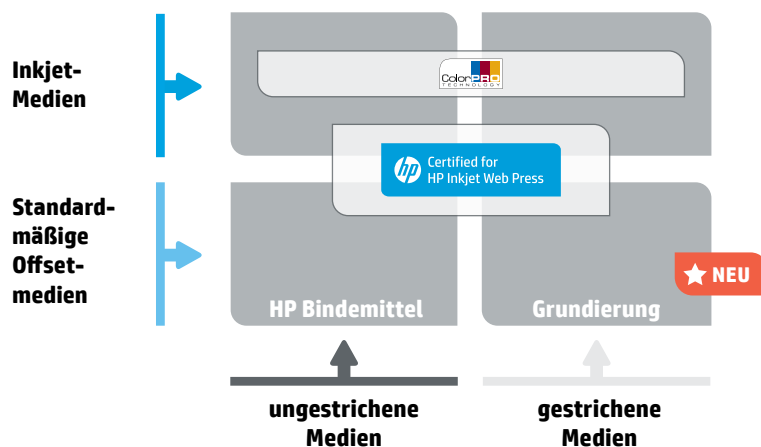 Inkjet-
Medien
ColorPRO
TECHNOLOGY
hp
Certified for
HP Inkjet Web Press
Standard-
mäßige
Offset-
medien
NEU
HP Bindemittel
Grundierung
ungestrichene
Medien
gestrichene
Medien